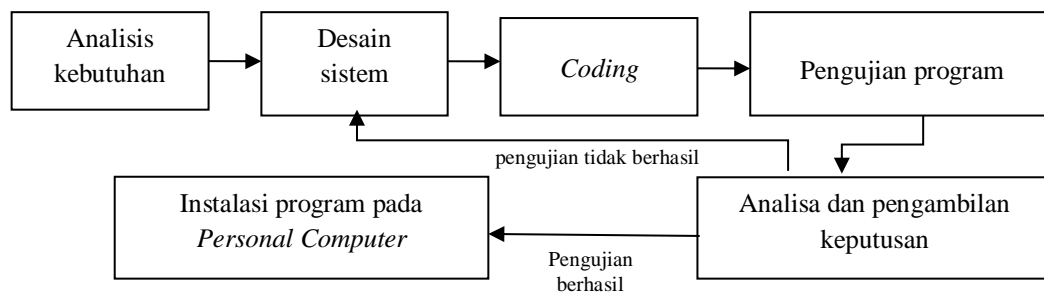 Analisis
kebutuhan
Desain
sistem
Coding
Pengujian program
pengujian tidak berhasil
Analisa dan pengambilan
keputusan
Pengujian
berhasil
Instalasi program pada
Personal Computer